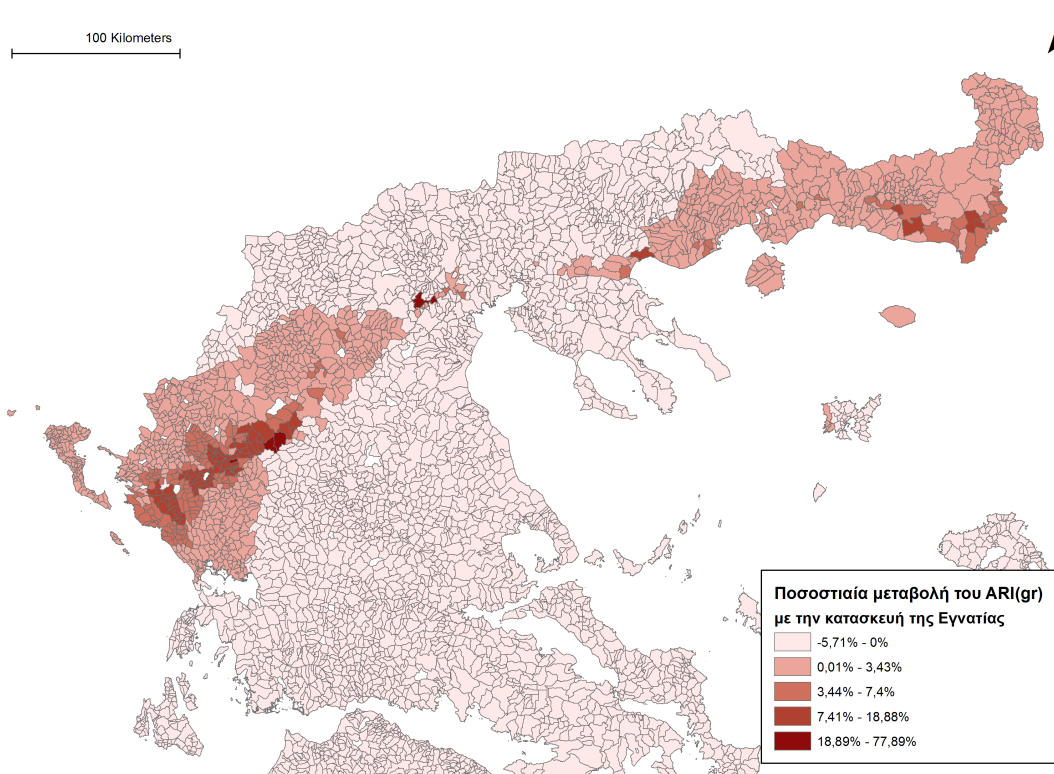 100 Kilometers
Ποσοστιαία μεταβολή του ARI(gr)
με την κατασκευή της Εγνατίας
-5,71% - 0%
0,01% - 3,43%
3,44% - 7,4%
7,41% - 18,88%
18,89% - 77,89%